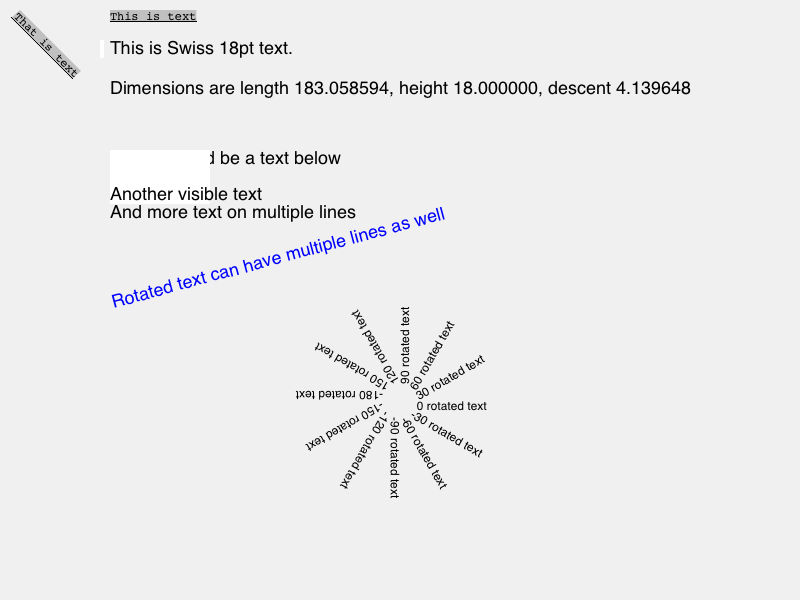 This is text
That is text
This is Swiss 18pt text.
Dimensions are length 183.058594, height 18.000000, descent 4.139648
be a text below
Another visible text
And more text on multiple lines
Rotated text can have multiple lines as well
90 rotated text
60 rotated text
30 rotated text
0 rotated text
-30 rotated text
-60 rotated text
-90 rotated text
-120 rotated text
-150 rotated text
-180 rotated text
150 rotated text
120 rotated text